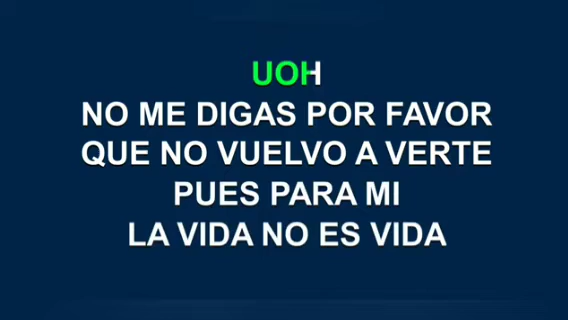 UOH
NO ME DIGAS POR FAVOR
QUE NO VUELVO A VERTE
PUES PARA MI
LA VIDA NO ES VIDA